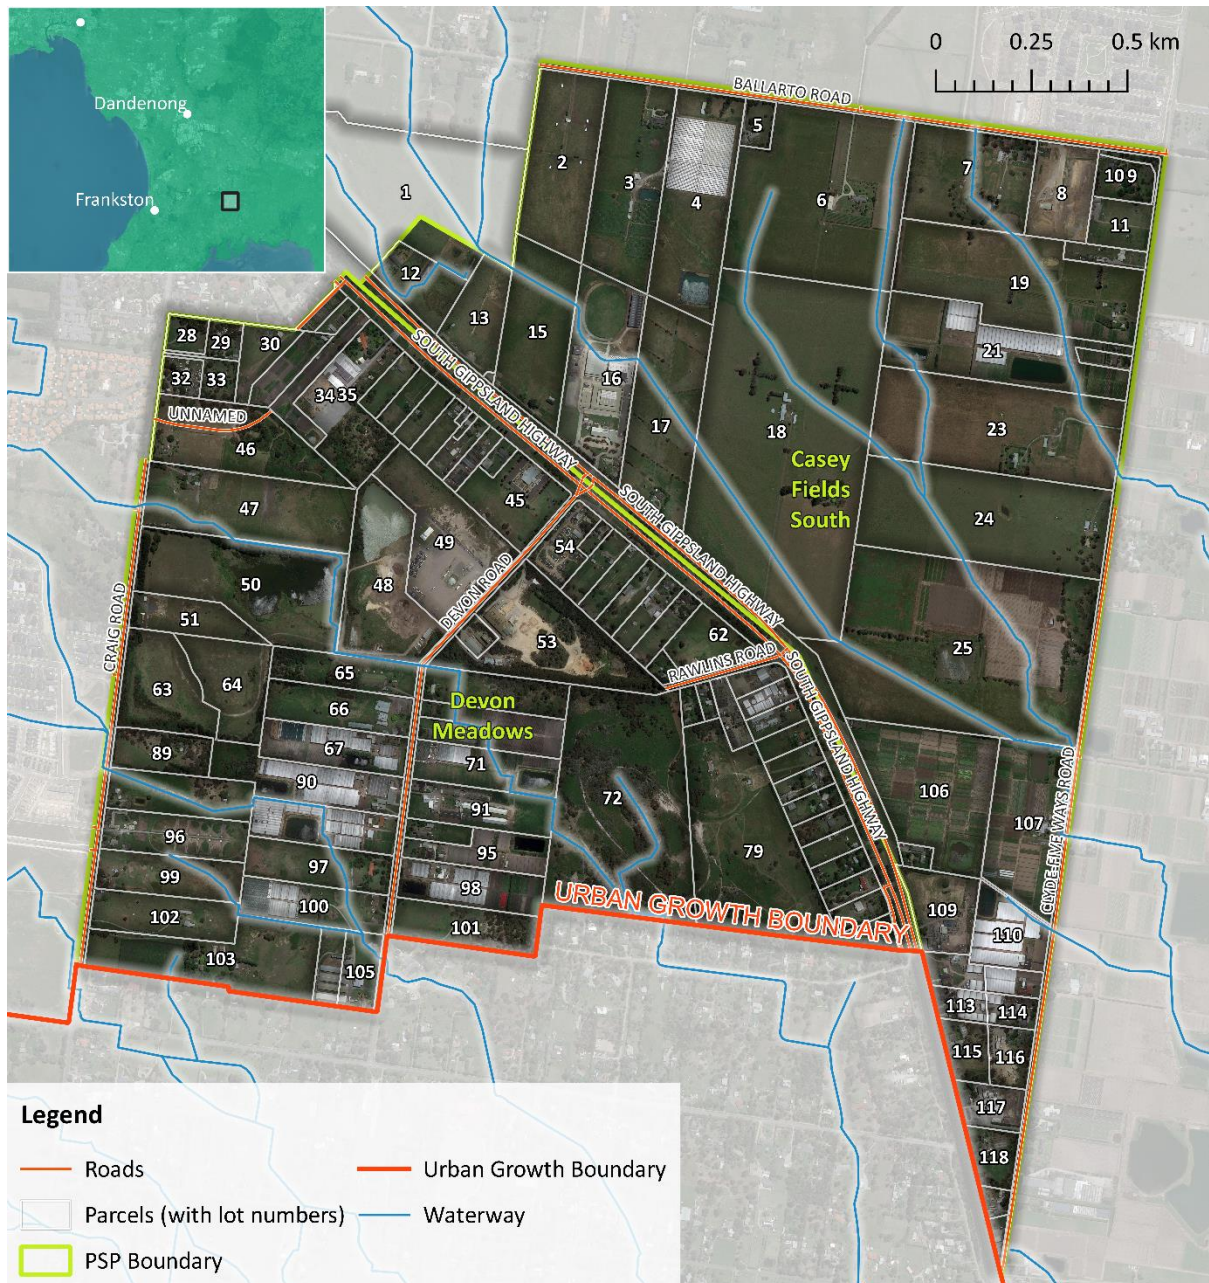 Dandenong
Frankston
0 0.25 0.5 km
BALLARTO ROAD
1
2
3
4
5
6
7
8
10 9
11
12
13
15
16
17
18
19
21
23
24
25
28
29
30
32
33
34 35
UNNAMED
46
47
45
SOUTH GIPPSLAND HIGHWAY
SOUTH GIPPSLAND HIGHWAY
Casey
Fields
South
48
49
50
51
54
53
DEVON ROAD
CRAIG ROAD
62
RAWLINS ROAD
SOUTH GIPPSLAND HIGHWAY
63
64
65
66
67
Devon
Meadows
71
72
79
89
90
91
95
96
97
98
99
100
101
102
103
105
106
107
CLYDE-FIVE WAYS ROAD
109
110
113
114
115
116
117
118
URBAN GROWTH BOUNDARY
Legend
Roads
Urban Growth Boundary
Parcels (with lot numbers)
Waterway
PSP Boundary